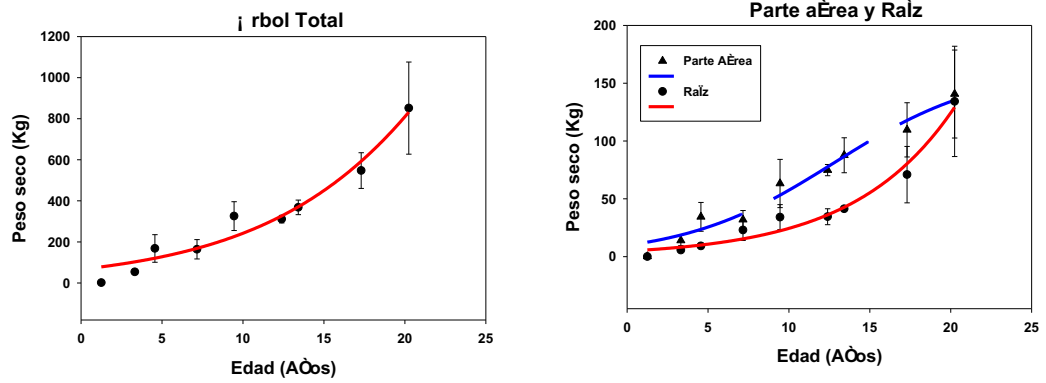 ¡ rbol Total
1200
1000
800
600
400
200
0
0 5 10 15 20 25
Peso seco (Kg)
Edad (AÒos)
Parte aÈrea y RaÌz
200
150
100
50
0
0 5 10 15 20 25
Peso seco (Kg)
Edad (AÒos)
Parte AÈrea
RaÏz